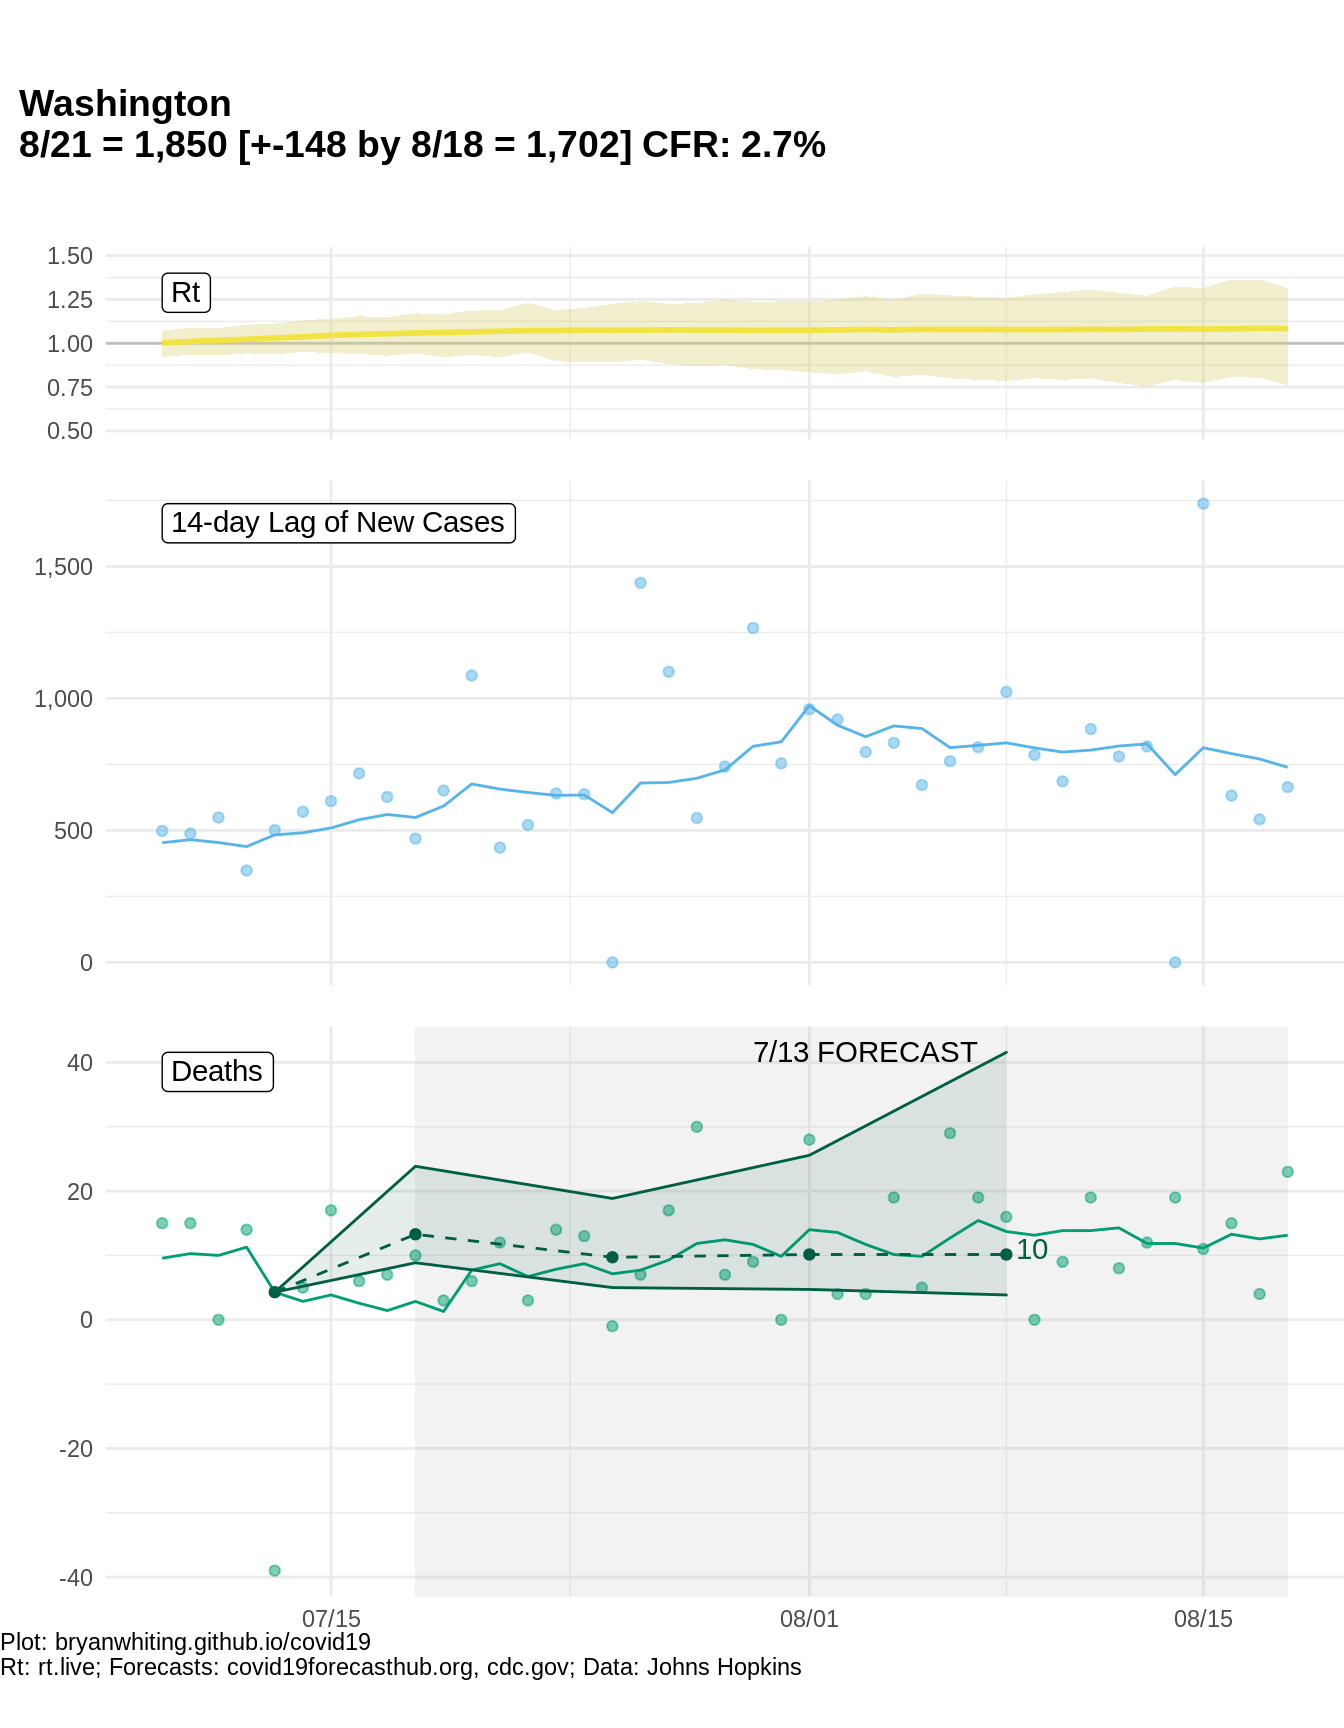 Washington
8/21 = 1,850 [+-148 by 8/18 = 1,702] CFR: 2.7%
1.50
Rt
1.25
1.00
0.75
0.50
14-day Lag of New Cases
1,500
1,000
500
0
7/13 FORECAST
Deaths
40
20
10
0
-20
-40
07/15 08/01 08/15
Plot: bryanwhiting.github.io/covid19
Rt: rt.live; Forecasts: covid19forecasthub.org, cdc.gov; Data: Johns Hopkins